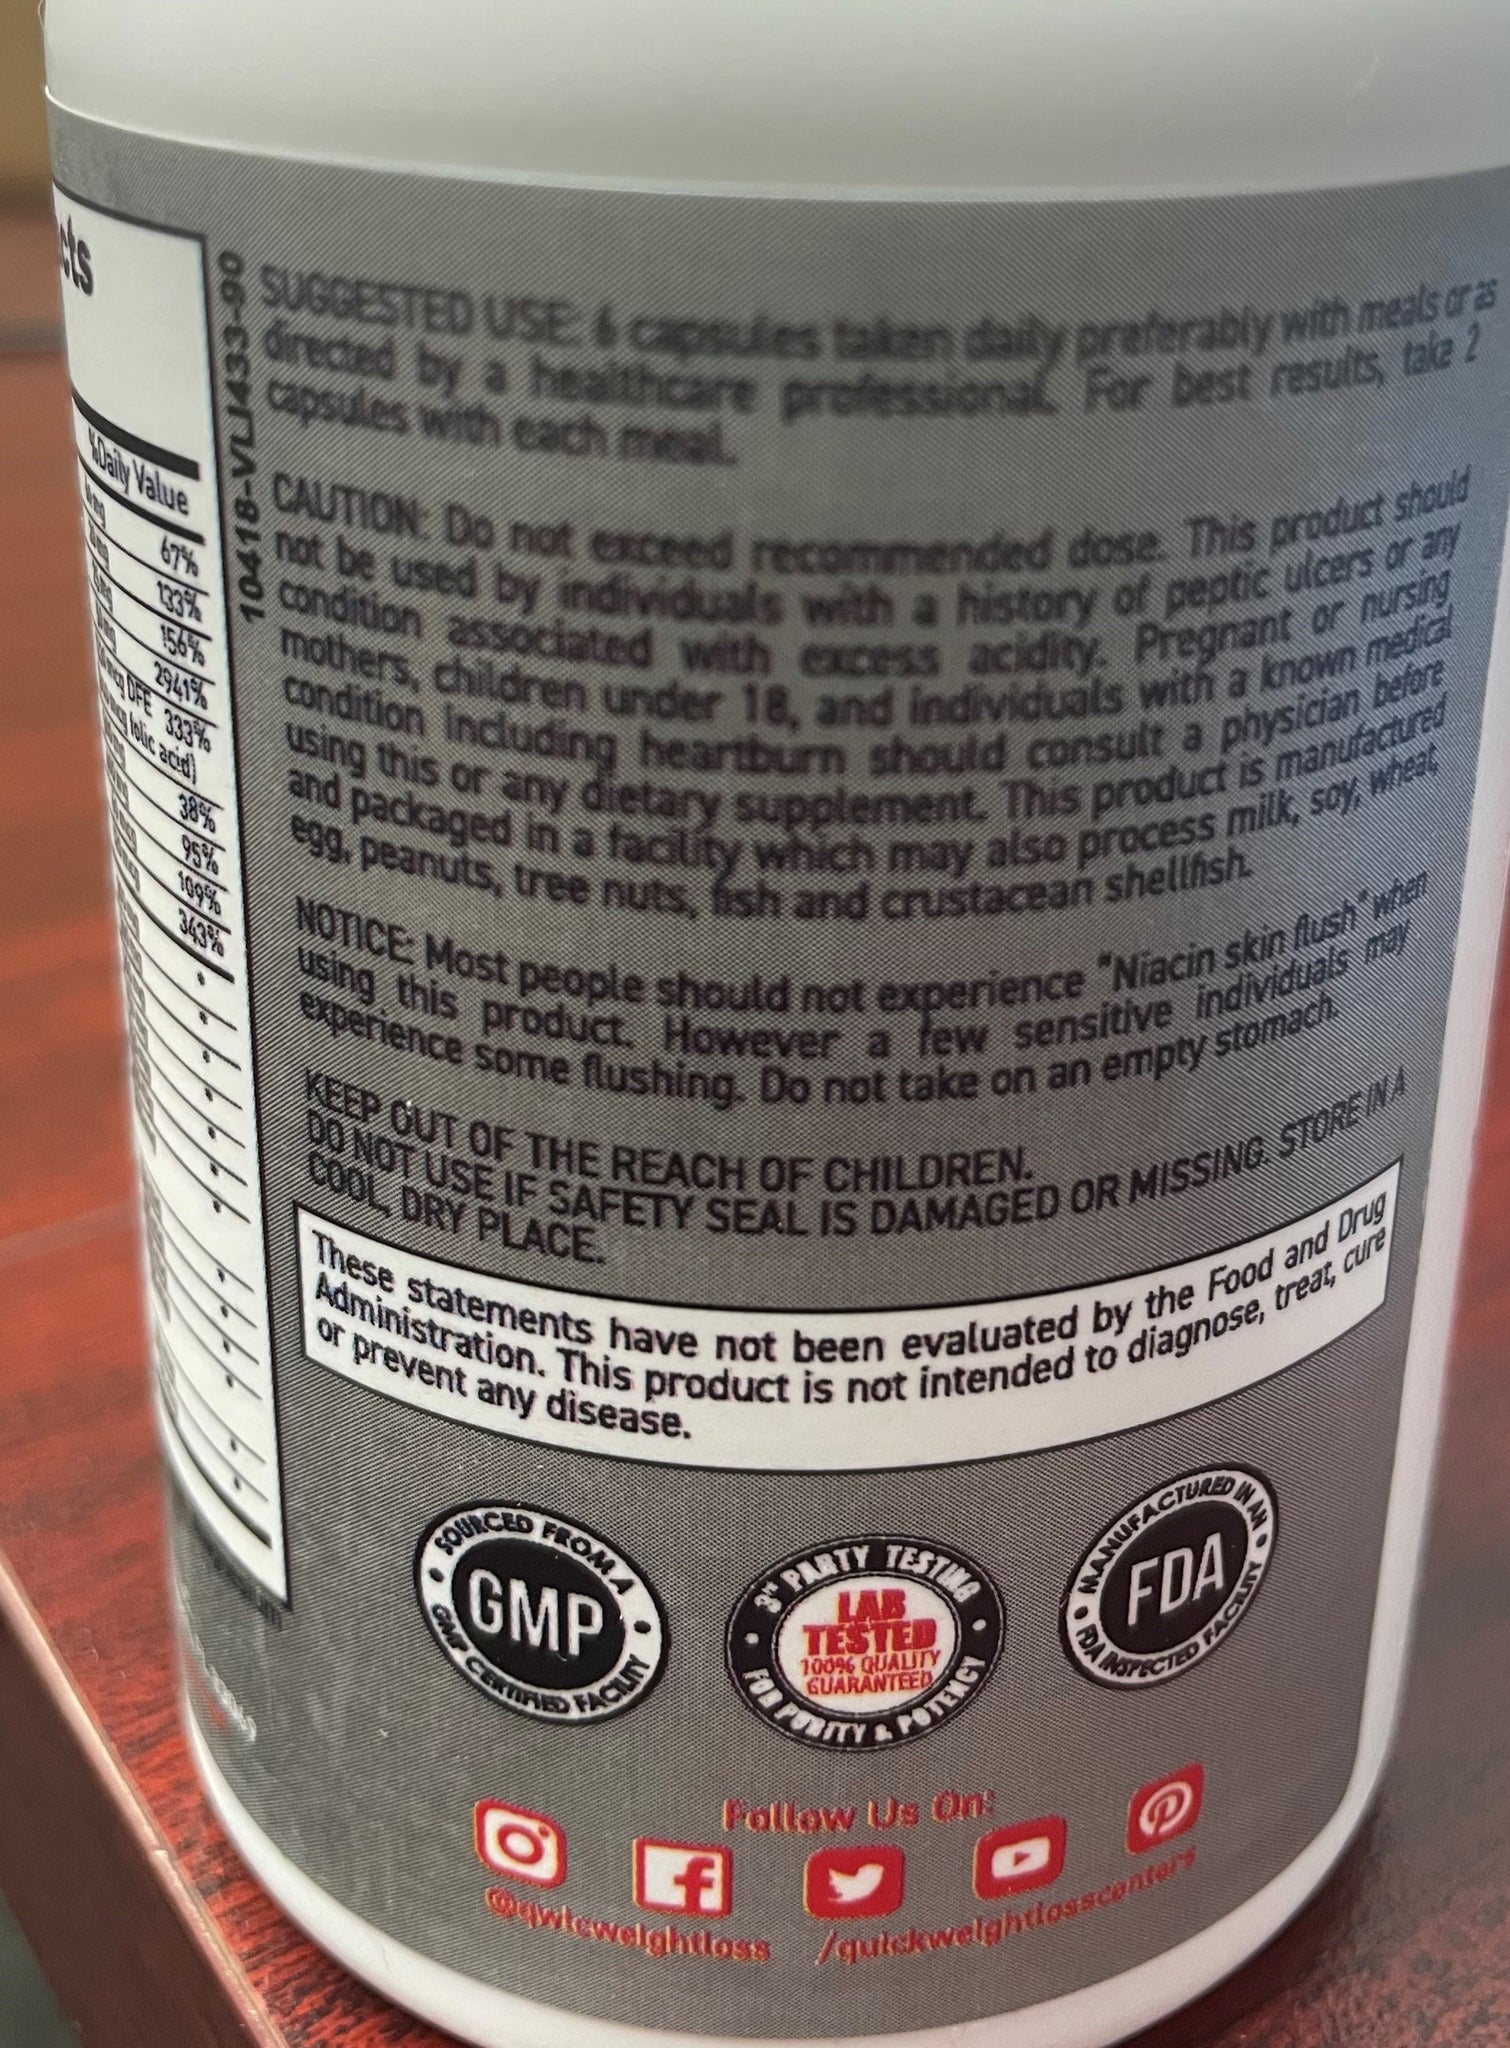 cts
%Daily Value
67%
133%
156%
2941%
mcg DFE 333%
mcg folic acid)
38%
95%
109%
343%
10418-VLJ433-90
SUGGESTED USE: 6 capsules taken daily preferably with meals or as
directed by a healthcare professional. For best results, take 2
capsules with each meal.
CAUTION: Do not exceed recommended dose. This product should
not be used by individuals with a history of peptic ulcers or any
condition associated with excess acidity. Pregnant or nursing
mothers, children under 18, and individuals with a known medical
condition including heartburn should consult a physician before
using this or any dietary supplement. This product is manufactured
and packaged in a facility which may also process milk, soy, wheat,
egg, peanuts, tree nuts, fish and crustacean shellfish.
NOTICE: Most people should not experience "Niacin skin flush" when
using this product. However a few sensitive individuals may
experience some flushing. Do not take on an empty stomach.
KEEP OUT OF THE REACH OF CHILDREN.
DO NOT USE IF SAFETY SEAL IS DAMAGED OR MISSING. STORE IN A
COOL, DRY PLACE.
These statements have not been evaluated by the Food and Drug
Administration. This product is not intended to diagnose, treat, cure
or prevent any disease.
SOURCED FROM A
GMP
GMP CERTIFIED FACILITY
3rd PARTY TESTING
LAB
TESTED
100% QUALITY
GUARANTEED
FOR PURITY & POTENCY
MANUFACTURED IN AN
FDA
FDA INSPECTED FACILITY
Follow Us On:
@qwlcweightloss /quickweightlosscenters